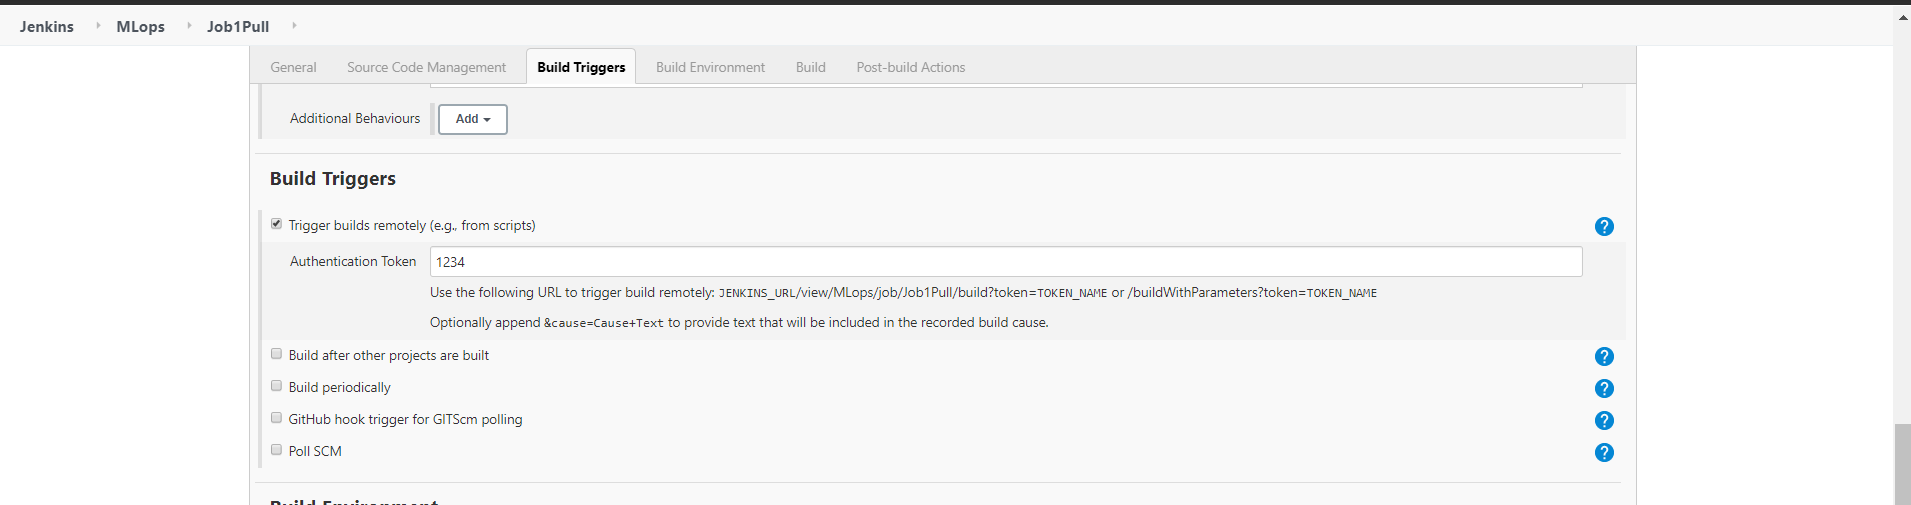 Jenkins MLops Job1Pull
General Source Code Management Build Triggers Build Environment Build Post-build Actions
Additional Behaviours Add
Build Triggers
Trigger builds remotely (e.g., from scripts)
Authentication Token 1234
Use the following URL to trigger build remotely: JENKINS_URL/view/MLops/job/Job1Pull/build?token=TOKEN_NAME or /buildWithParameters?token=TOKEN_NAME
Optionally append &cause=Cause+Text to provide text that will be included in the recorded build cause.
Build after other projects are built
Build periodically
GitHub hook trigger for GITScm polling
Poll SCM
Build Environment